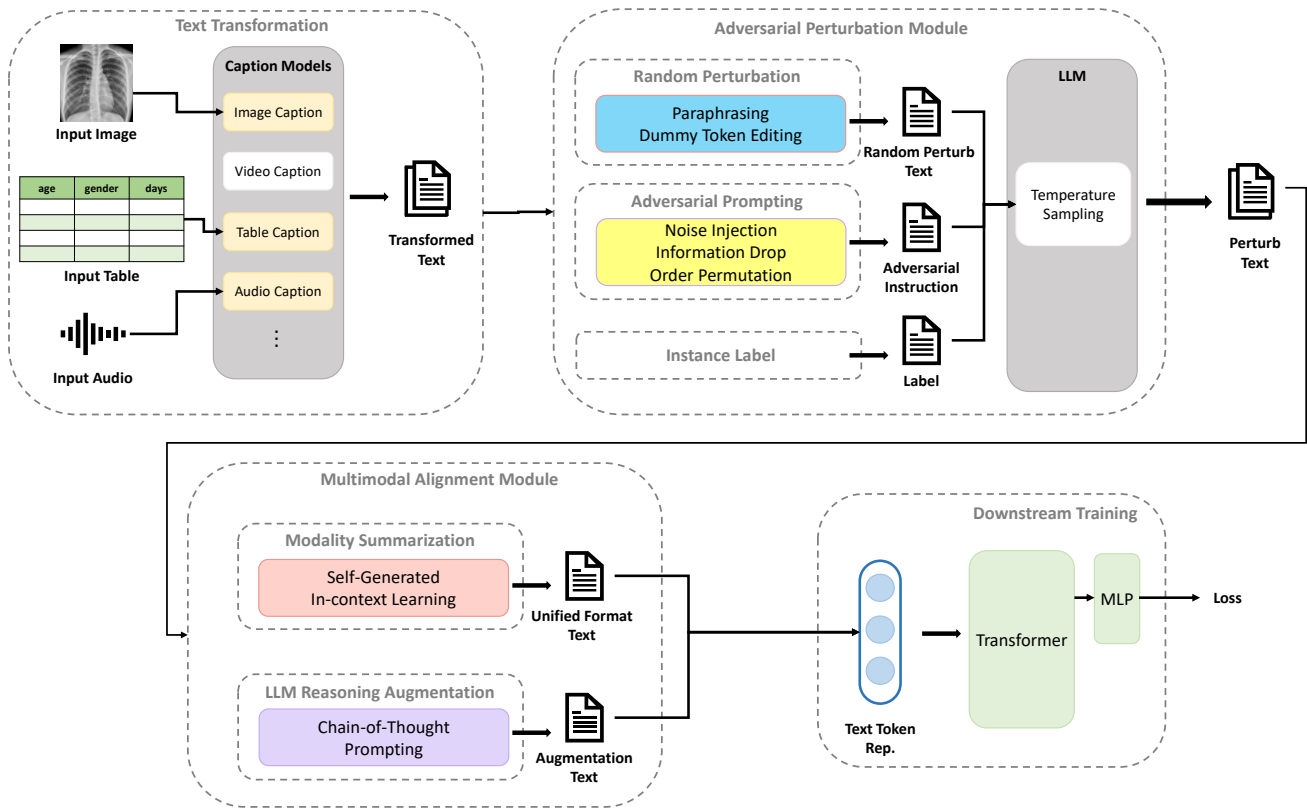 Text Transformation
Caption Models
Input Image
Image Caption
Video Caption
age gender days
Table Caption
Input Table
Audio Caption
⋮
Input Audio
Transformed
Text
Adversarial Perturbation Module
Random Perturbation
Paraphrasing
Dummy Token Editing
Random Perturb
Text
Adversarial Prompting
Noise Injection
Information Drop
Order Permutation
Adversarial
Instruction
Instance Label
Label
LLM
Temperature
Sampling
Perturb
Text
Multimodal Alignment Module
Modality Summarization
Self-Generated
In-context Learning
Unified Format
Text
LLM Reasoning Augmentation
Chain-of-Thought
Prompting
Augmentation
Text
Downstream Training
Text Token
Rep.
Transformer
MLP
Loss